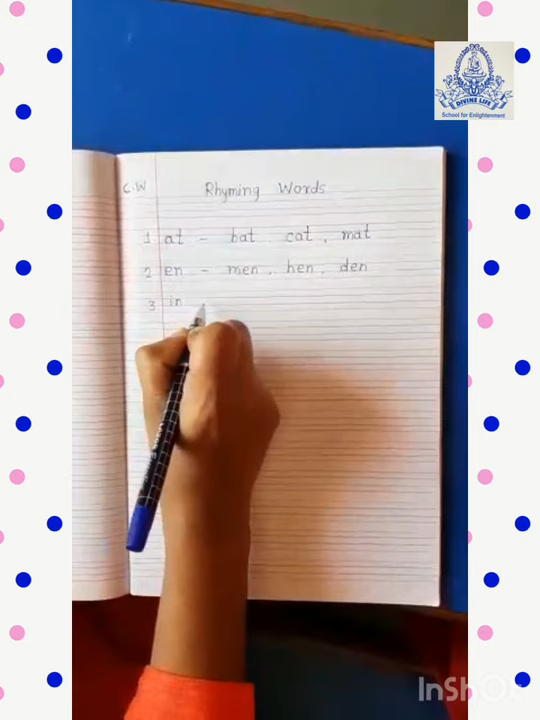 DIVINE LIFE
School for Enlightenment
C.W Rhyming Words
1 at - bat, cat, mat
2 en - men, hen, den
3 in
InShOt